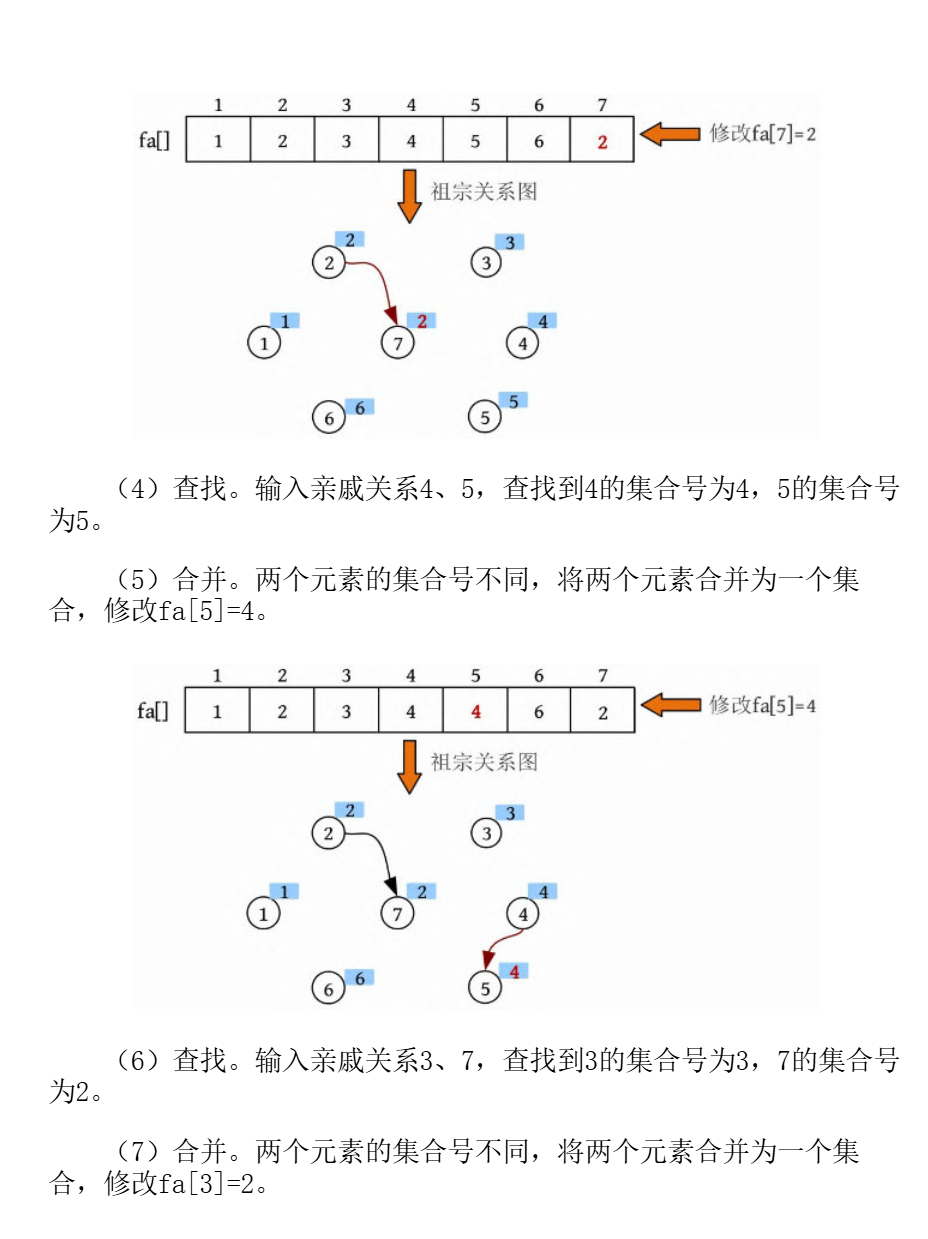 1 2 3 4 5 6 7
fa[] 1 2 3 4 5 6 2 修改fa[7]=2
祖宗关系图
2 3
2 3
1 2 4
1 7 4
6 5
6 5
（4）查找。输入亲戚关系4、5，查找到4的集合号为4，5的集合号
为5。
（5）合并。两个元素的集合号不同，将两个元素合并为一个集
合，修改fa[5]=4。
1 2 3 4 5 6 7
fa[] 1 2 3 4 4 6 2 修改fa[5]=4
祖宗关系图
2 3
2 3
1 2 4
1 7 4
6 4
6 5
（6）查找。输入亲戚关系3、7，查找到3的集合号为3，7的集合号
为2。
（7）合并。两个元素的集合号不同，将两个元素合并为一个集
合，修改fa[3]=2。